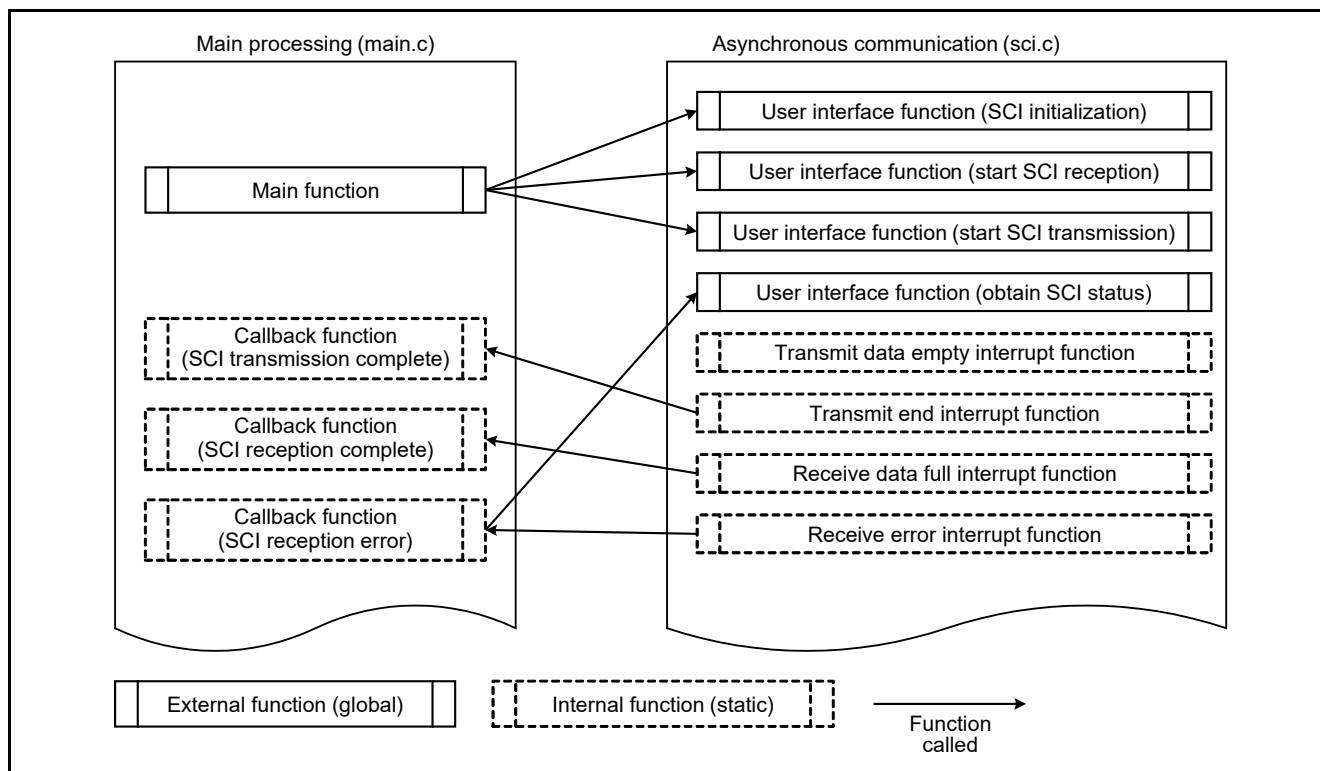 Main processing (main.c)
Main function
Callback function
(SCI transmission complete)
Callback function
(SCI reception complete)
Callback function
(SCI reception error)
Asynchronous communication (sci.c)
User interface function (SCI initialization)
User interface function (start SCI reception)
User interface function (start SCI transmission)
User interface function (obtain SCI status)
Transmit data empty interrupt function
Transmit end interrupt function
Receive data full interrupt function
Receive error interrupt function
External function (global)
Internal function (static)
Function
called